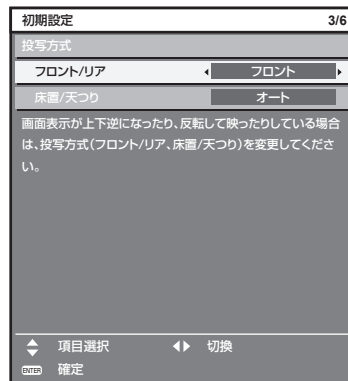 初期設定 3/6
投写方式
フロント/リア フロント
床置/天つり オート
画面表示が上下逆になったり、反転して映ったりしている場合
は、投写方式(フロント/リア、床置/天つり)を変更してくださ
い。
項目選択 切換
ENTER 確定